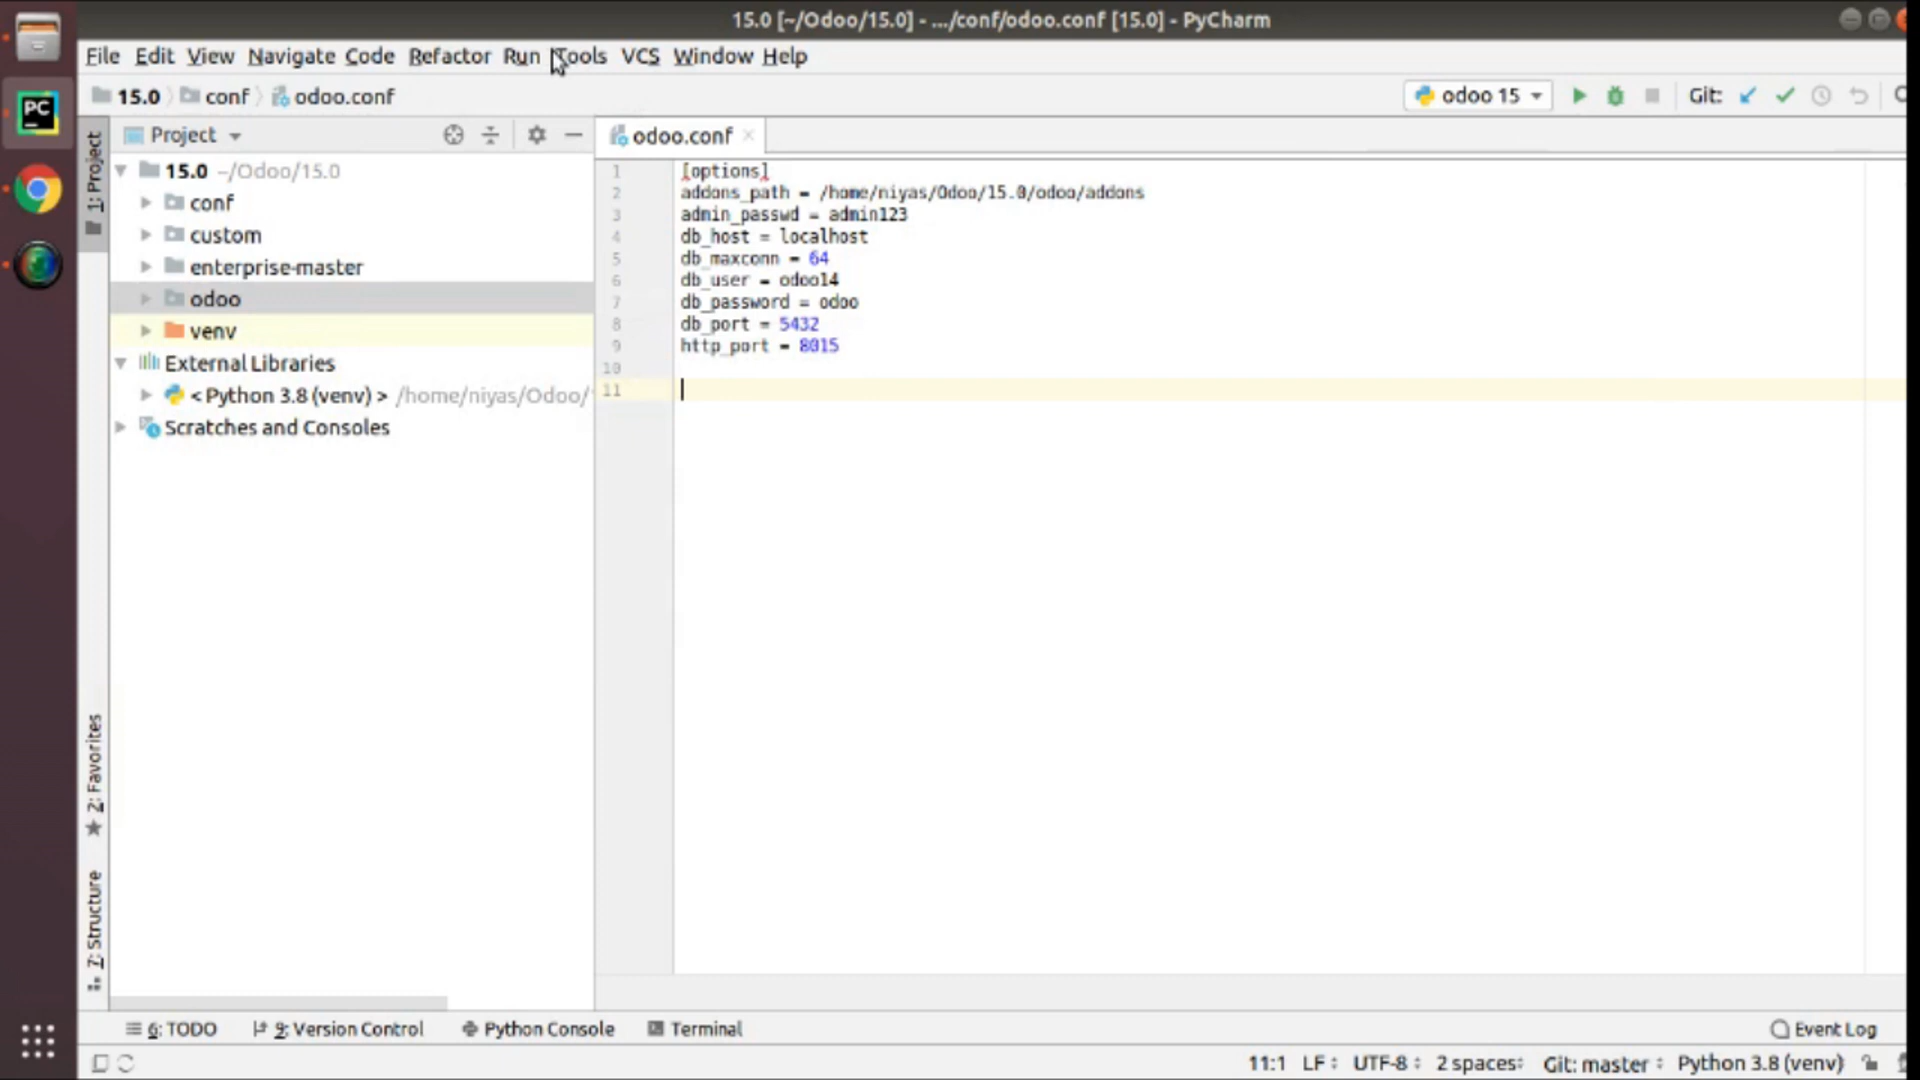 15.0 [~/Odoo/15.0] - .../conf/odoo.conf [15.0] - PyCharm
File Edit View Navigate Code Refactor Run Tools VCS Window Help
15.0 conf odoo.conf
odoo 15 Git:
Project
odoo.conf
1: Project
15.0 ~/Odoo/15.0
conf
custom
enterprise-master
odoo
venv
External Libraries
< Python 3.8 (venv) > /home/niyas/Odoo/
Scratches and Consoles
1 [options]
2 addons_path = /home/niyas/Odoo/15.0/odoo/addons
3 admin_passwd = admin123
4 db_host = localhost
5 db_maxconn = 64
6 db_user = odoo14
7 db_password = odoo
8 db_port = 5432
9 http_port = 8015
10
11
2: Favorites
7: Structure
6: TODO 9: Version Control Python Console Terminal Event Log
11:1 LF UTF-8 2 spaces Git: master Python 3.8 (venv)
PC